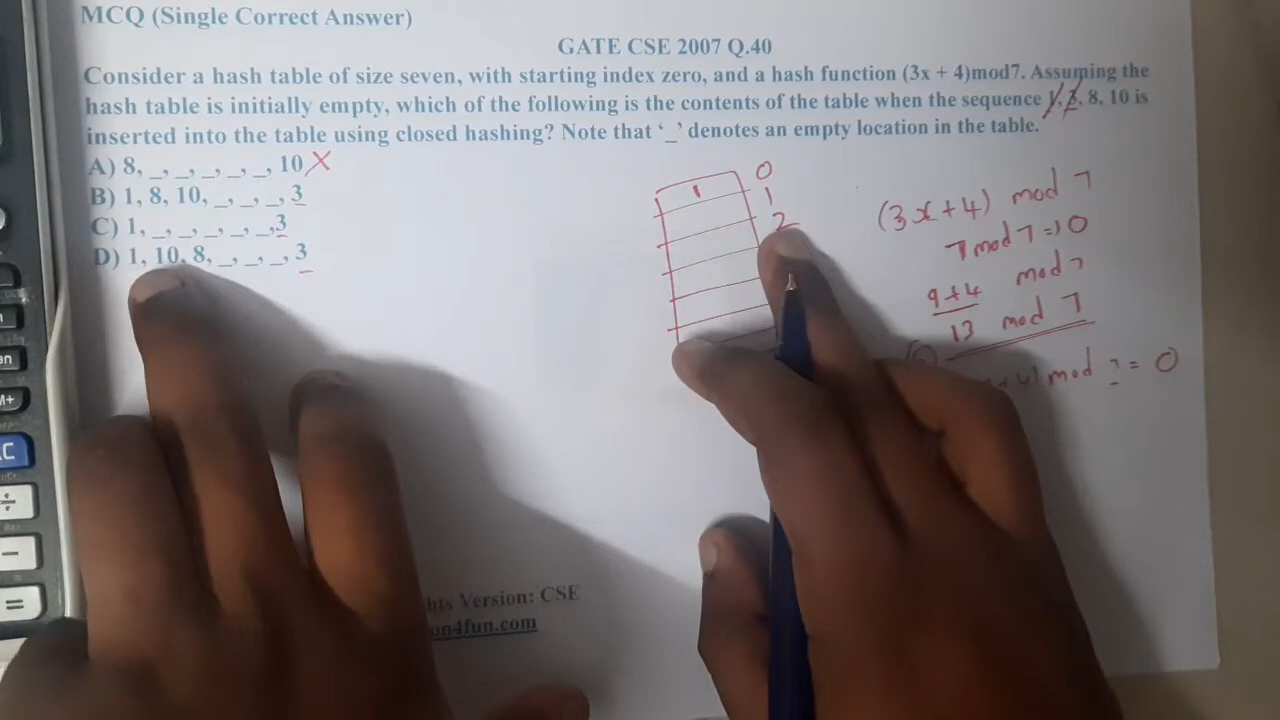 MCQ (Single Correct Answer)
GATE CSE 2007 Q.40
Consider a hash table of size seven, with starting index zero, and a hash function (3x + 4)mod7. Assuming the
hash table is initially empty, which of the following is the contents of the table when the sequence 1, 3, 8, 10 is
inserted into the table using closed hashing? Note that ‘_’ denotes an empty location in the table.
A) 8, _, _, _, _, _, 10 X
B) 1, 8, 10, _, _, _, 3
C) 1, _, _, _, _, _,3
D) 1, 10, 8, _, _, _, 3
1
0
1
2
(3x+4) mod 7
7 mod 7 => 0
9+4 mod 7
13 mod 7
mod 7 = 0
Version: CSE
on4fun.com
=